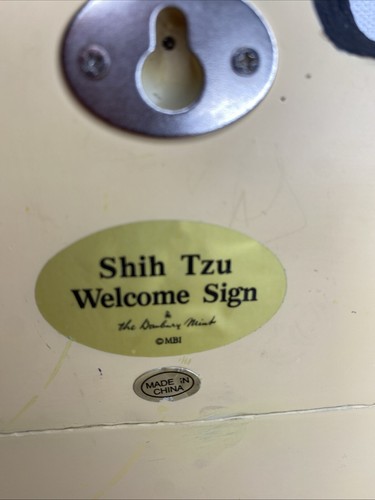 Shih Tzu
Welcome Sign
&
the Danbury Mint
©MBI
MADE IN
CHINA